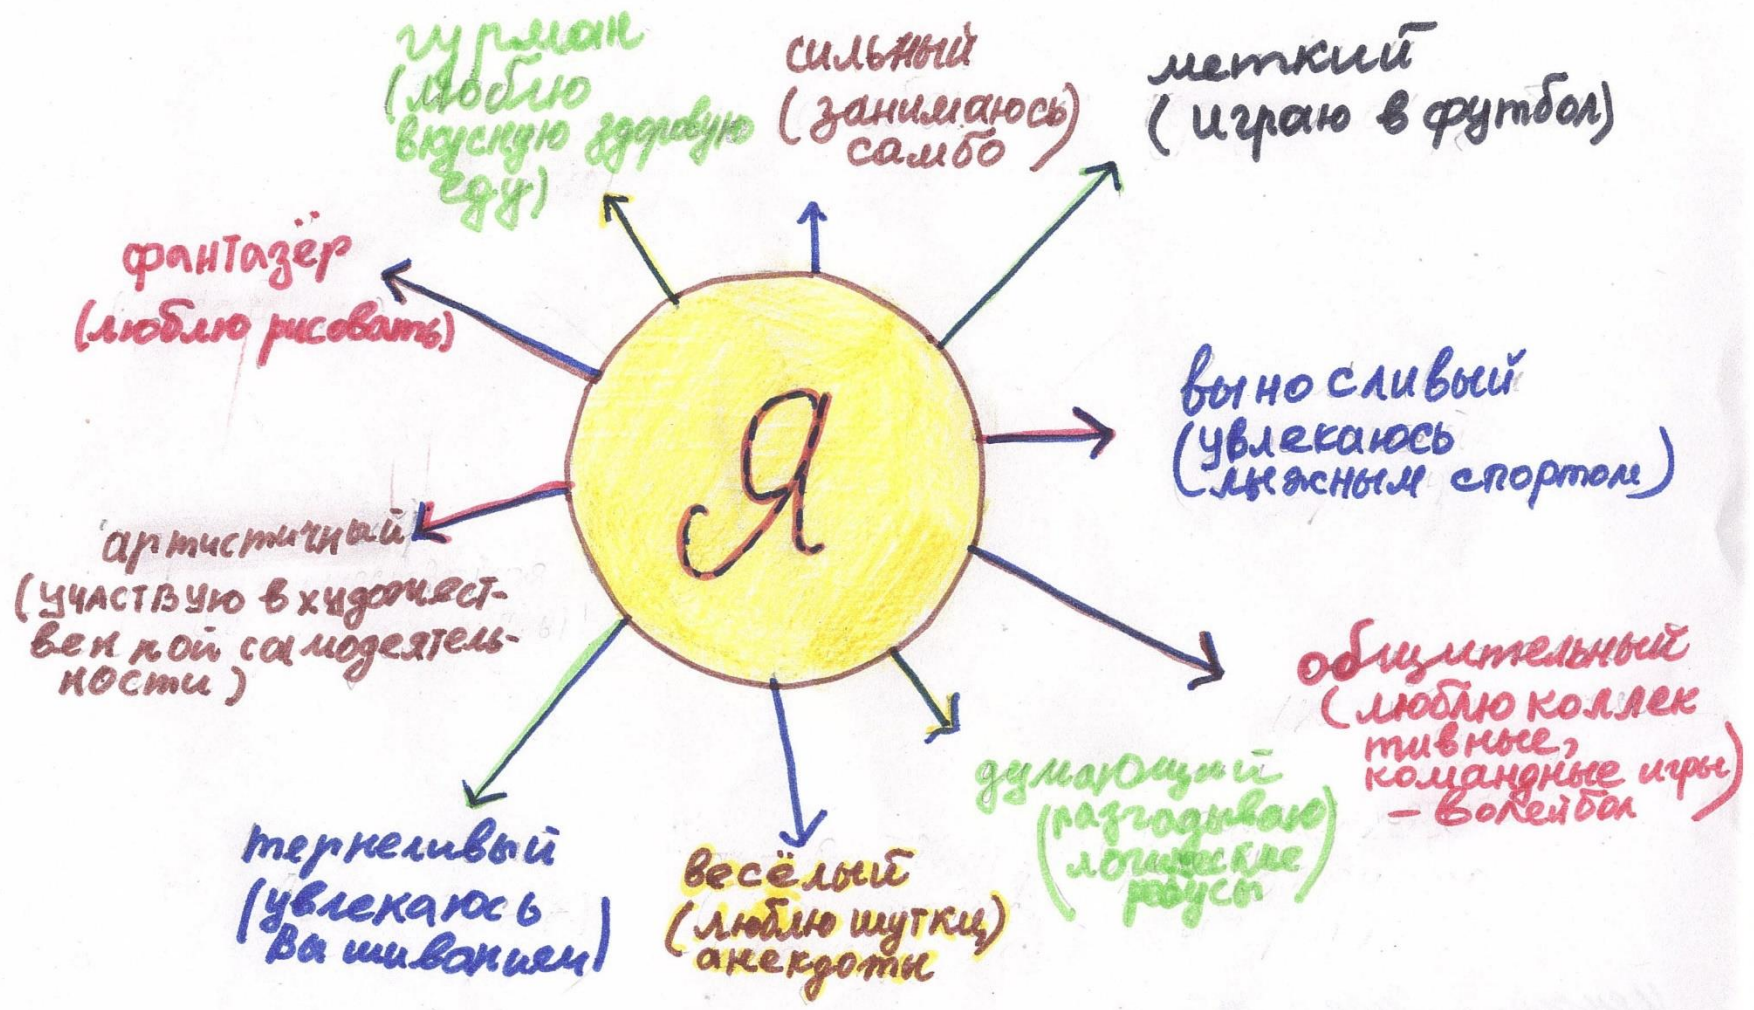 гурман
(люблю
вкусную здоровую
еду)
сильный
(занимаюсь)
самбо
меткий
(играю в футбол)
фантазёр
(люблю рисовать)
Я
выносливый
(увлекаюсь
лыжным спортом)
артистичный
(участвую в художест-
венной самодеятель-
ности)
общительный
(люблю коллек
тивные,
командные игры)
- волейбол
думающий
(разгадываю)
логические
ребусы
терпеливый
(увлекаюсь
вышиванием)
весёлый
(люблю шутки)
анекдоты